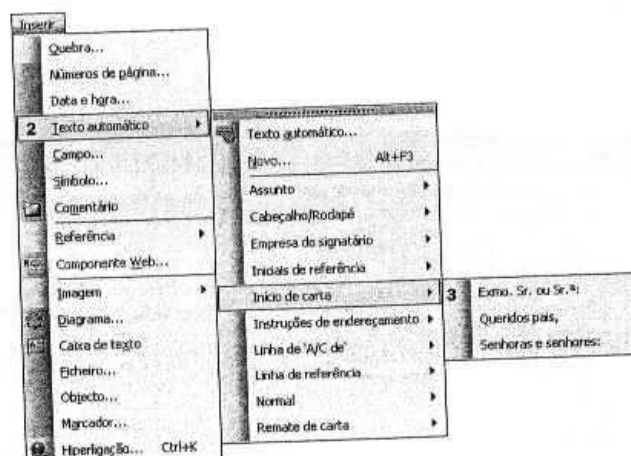 Inserir
Quebra...
Números de página...
Data e hora...
2 Texto automático
Campo...
Símbolo...
Comentário
Referência
Componente Web...
Imagem
Diagrama...
Caixa de texto
Ficheiro...
Objecto...
Marcador...
Hiperligação... Ctrl+K
Texto automático...
Novo... Alt+F3
Assunto
Cabeçalho/Rodapé
Empresa do signatário
Iniciais de referência
Início de carta
Instruções de endereçamento
Linha de 'A/C de'
Linha de referência
Normal
Remate de carta
3 Exmo. Sr. ou Sr.ª:
Queridos pais,
Senhoras e senhores: